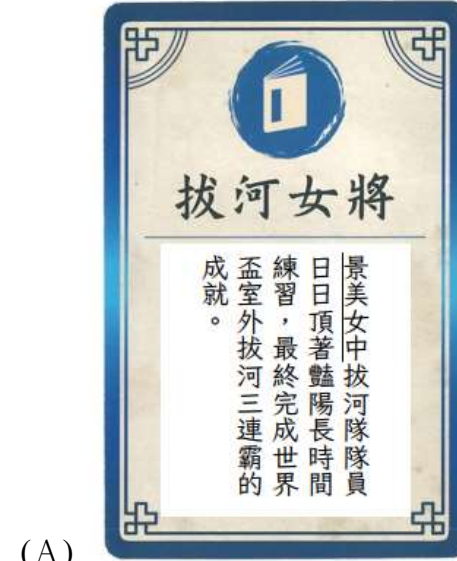 拔河女將
景美女中拔河隊隊員
日日頂著豔陽長時間
練習，最終完成世界
盃室外拔河三連霸的
成就。
(A)